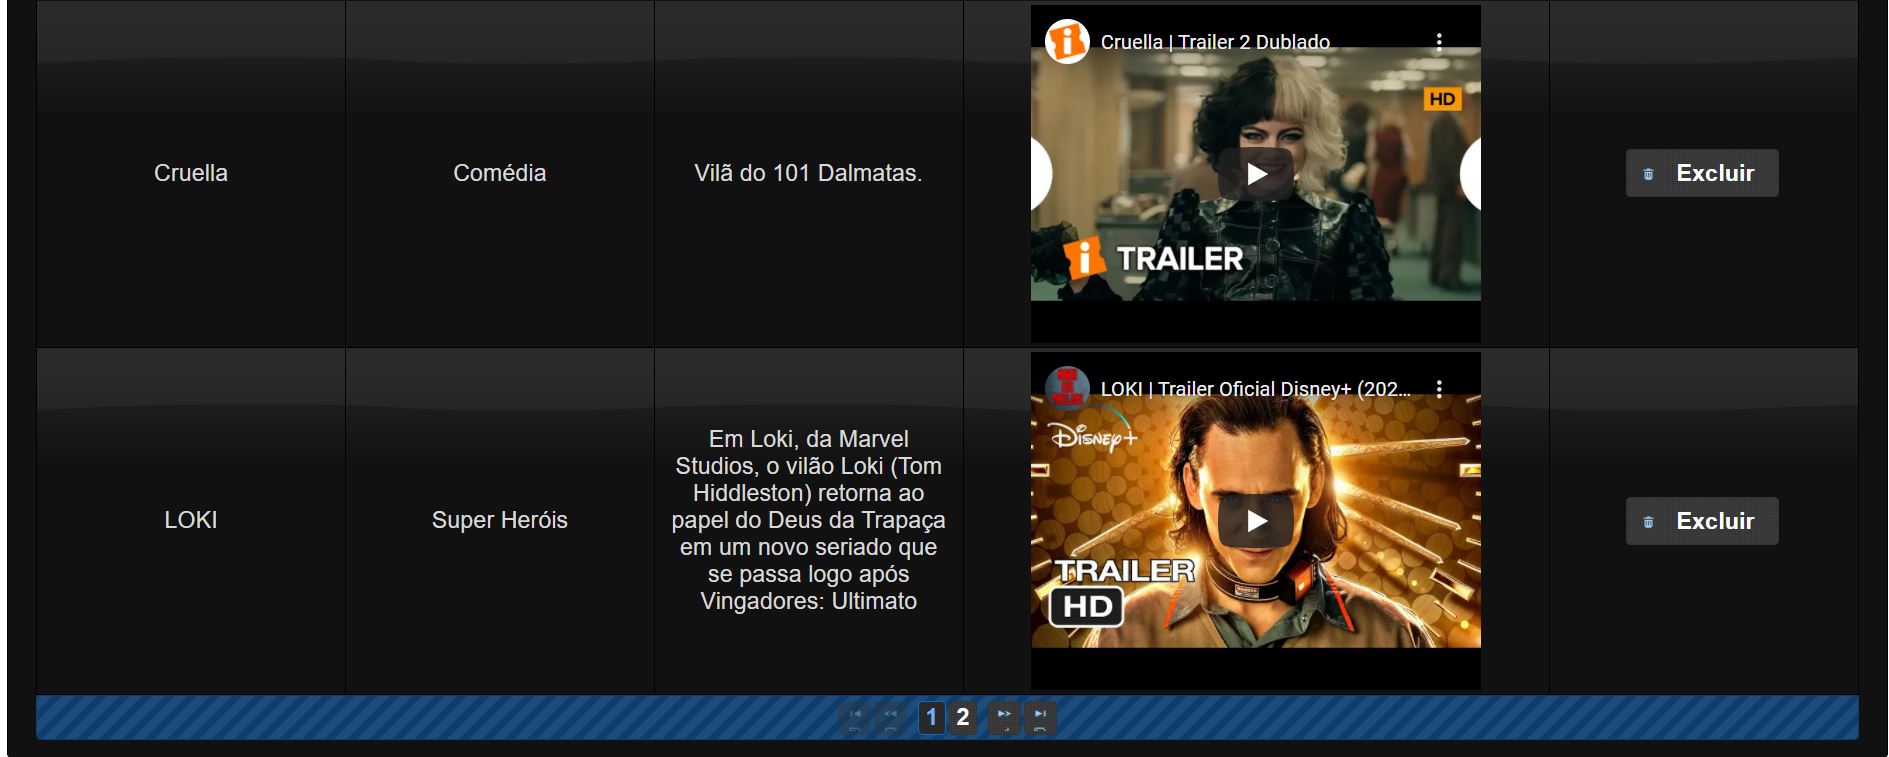 Cruella | Trailer 2 Dublado
HD
Cruella
Comédia
Vilã do 101 Dalmatas.
Excluir
i TRAILER
LOKI | Trailer Oficial Disney+ (202...
Disney+
Em Loki, da Marvel
Studios, o vilão Loki (Tom
Hiddleston) retorna ao
LOKI
Super Heróis
papel do Deus da Trapaça
Excluir
em um novo seriado que
se passa logo após
Vingadores: Ultimato
TRAILER
HD
1 2